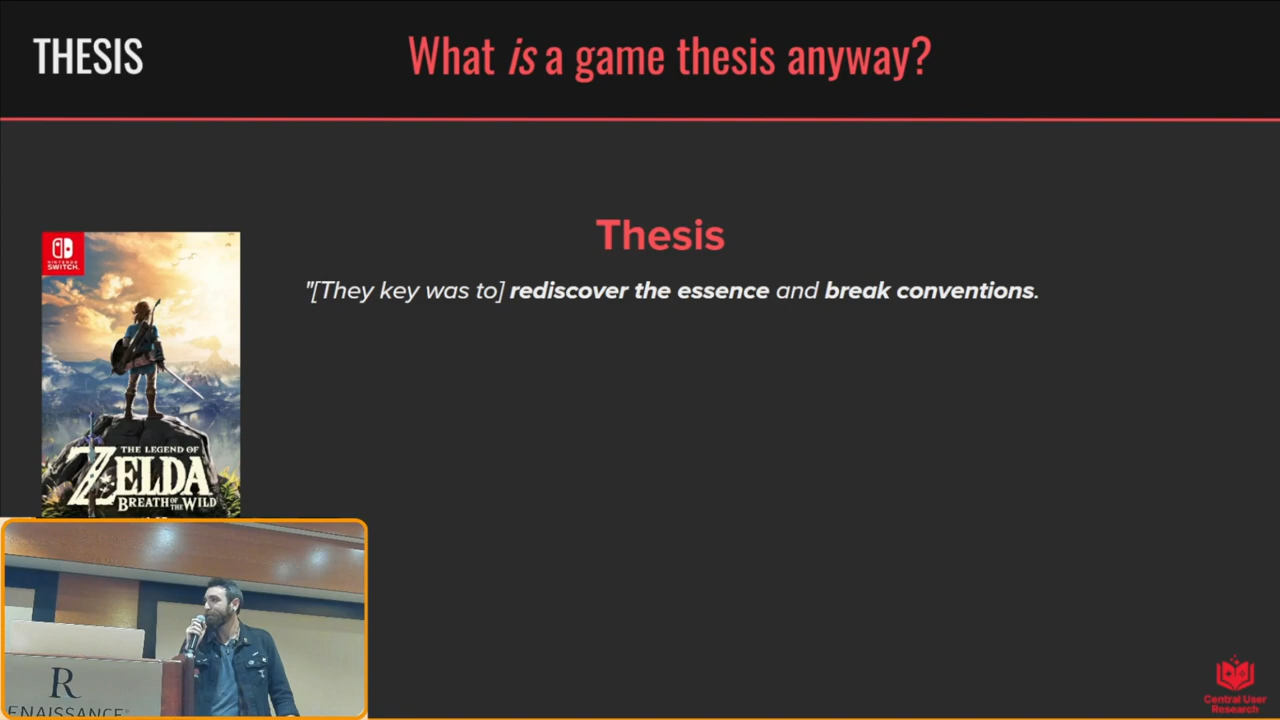 THESIS
What is a game thesis anyway?
Thesis
"[They key was to] rediscover the essence and break conventions.
NINTENDO
SWITCH.
THE LEGEND OF
ZELDA
BREATH OF THE WILD
R
ENAISSANCE®
Central User
Research